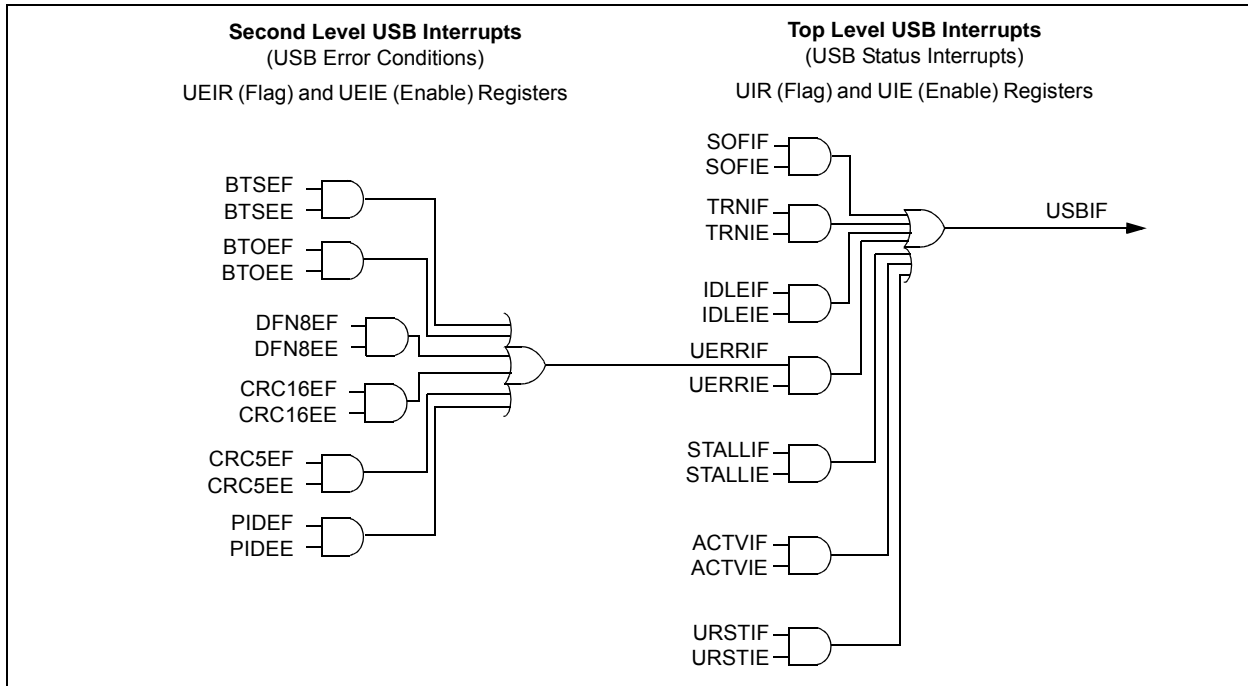 Second Level USB Interrupts
(USB Error Conditions)
UEIR (Flag) and UEIE (Enable) Registers
BTSEF
BTSEE
BTOEF
BTOEE
DFN8EF
DFN8EE
CRC16EF
CRC16EE
CRC5EF
CRC5EE
PIDEF
PIDEE
Top Level USB Interrupts
(USB Status Interrupts)
UIR (Flag) and UIE (Enable) Registers
SOFIF
SOFIE
TRNIF
TRNIE
IDLEIF
IDLEIE
UERRIF
UERRIE
STALLIF
STALLIE
ACTVIF
ACTVIE
URSTIF
URSTIE
USBIF